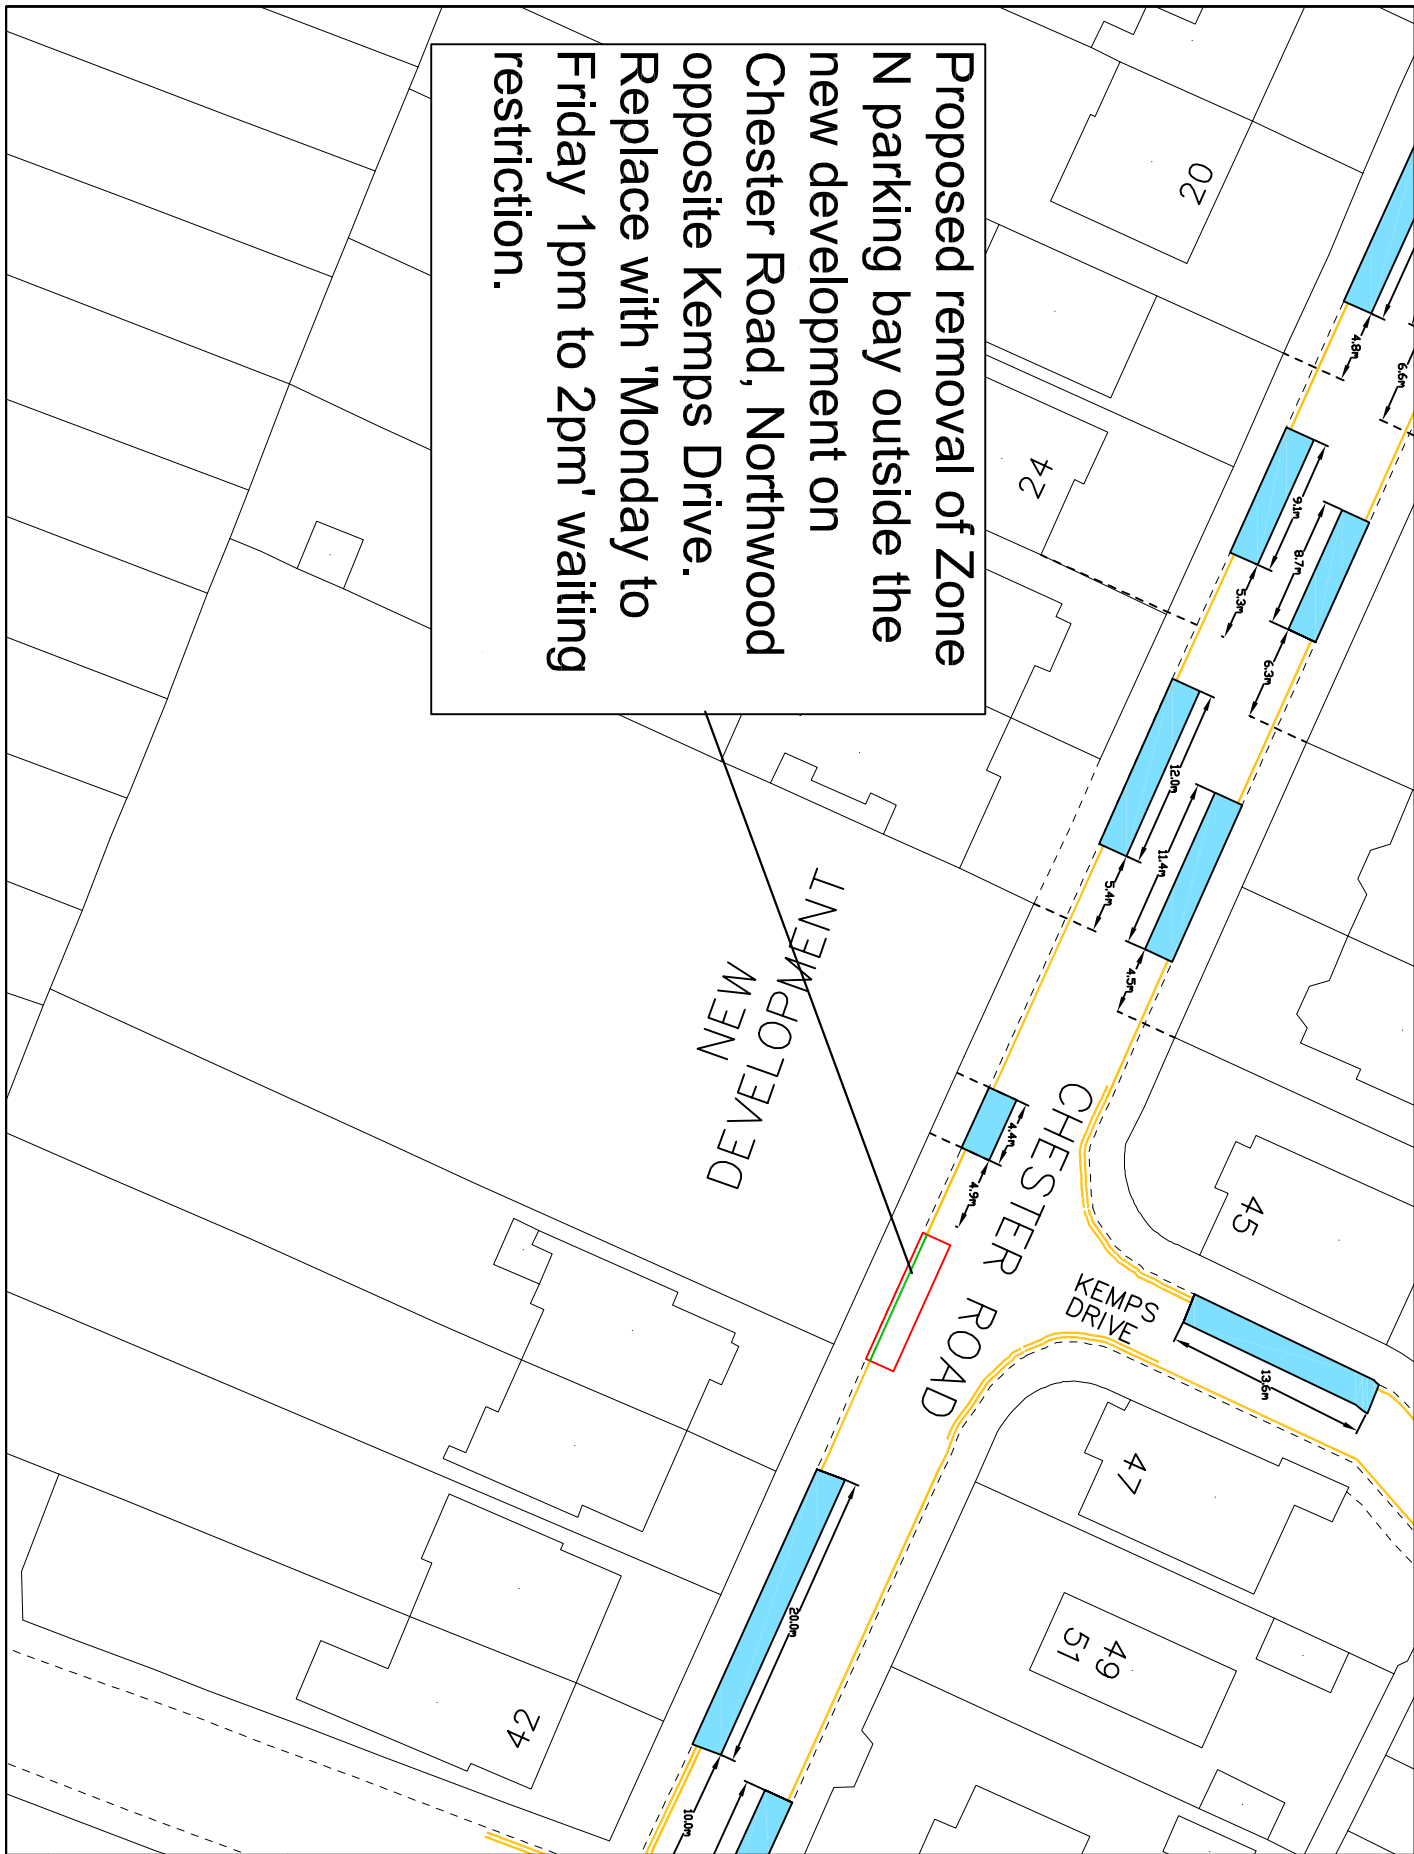 Proposed removal of Zone
N parking bay outside the
new development on
Chester Road, Northwood
opposite Kemps Drive.
Replace with 'Monday to
Friday 1pm to 2pm' waiting
restriction.
20
24
45
47
49
51
42
NEW
DEVELOPMENT
CHESTER ROAD
KEMPS
DRIVE
4.8m
6.6m
9.1m
8.7m
5.3m
6.3m
12.0m
11.4m
5.4m
4.5m
4.4m
4.9m
13.6m
20.0m
10.0m